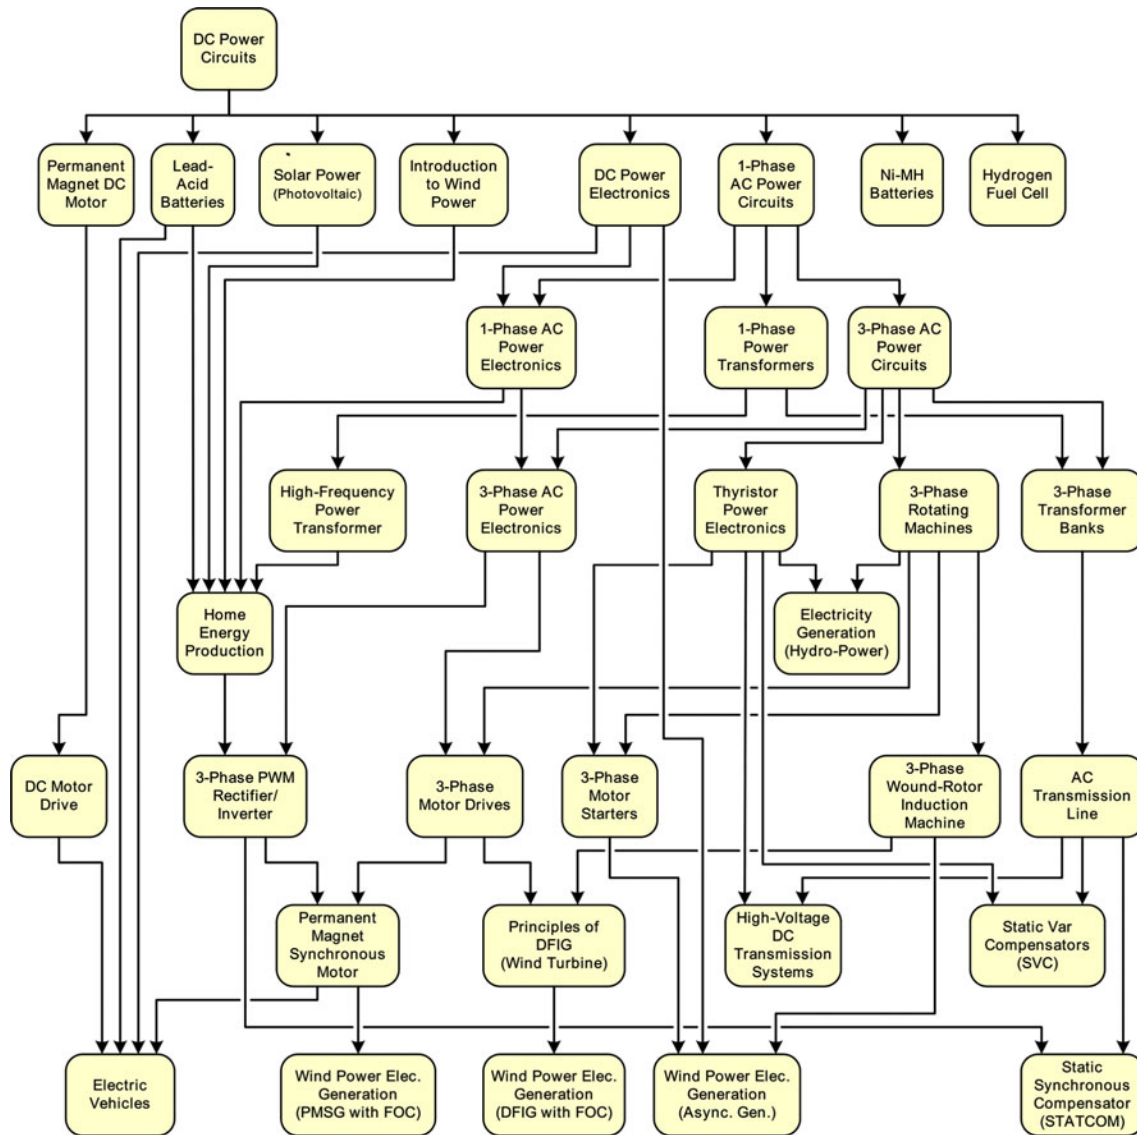 DC Power
Circuits
Permanent
Magnet DC
Motor
Lead-
Acid
Batteries
Solar Power
(Photovoltaic)
Introduction
to Wind
Power
DC Power
Electronics
1-Phase
AC Power
Circuits
Ni-MH
Batteries
Hydrogen
Fuel Cell
1-Phase AC
Power
Electronics
1-Phase
Power
Transformers
3-Phase AC
Power
Circuits
High-Frequency
Power
Transformer
3-Phase AC
Power
Electronics
Thyristor
Power
Electronics
3-Phase
Rotating
Machines
3-Phase
Transformer
Banks
Home
Energy
Production
Electricity
Generation
(Hydro-Power)
DC Motor
Drive
3-Phase PWM
Rectifier/
Inverter
3-Phase
Motor Drives
3-Phase
Motor
Starters
3-Phase
Wound-Rotor
Induction
Machine
AC
Transmission
Line
Permanent
Magnet
Synchronous
Motor
Principles of
DFIG
(Wind Turbine)
High-Voltage
DC
Transmission
Systems
Static Var
Compensators
(SVC)
Electric
Vehicles
Wind Power Elec.
Generation
(PMSG with FOC)
Wind Power Elec.
Generation
(DFIG with FOC)
Wind Power Elec.
Generation
(Async. Gen.)
Static
Synchronous
Compensator
(STATCOM)